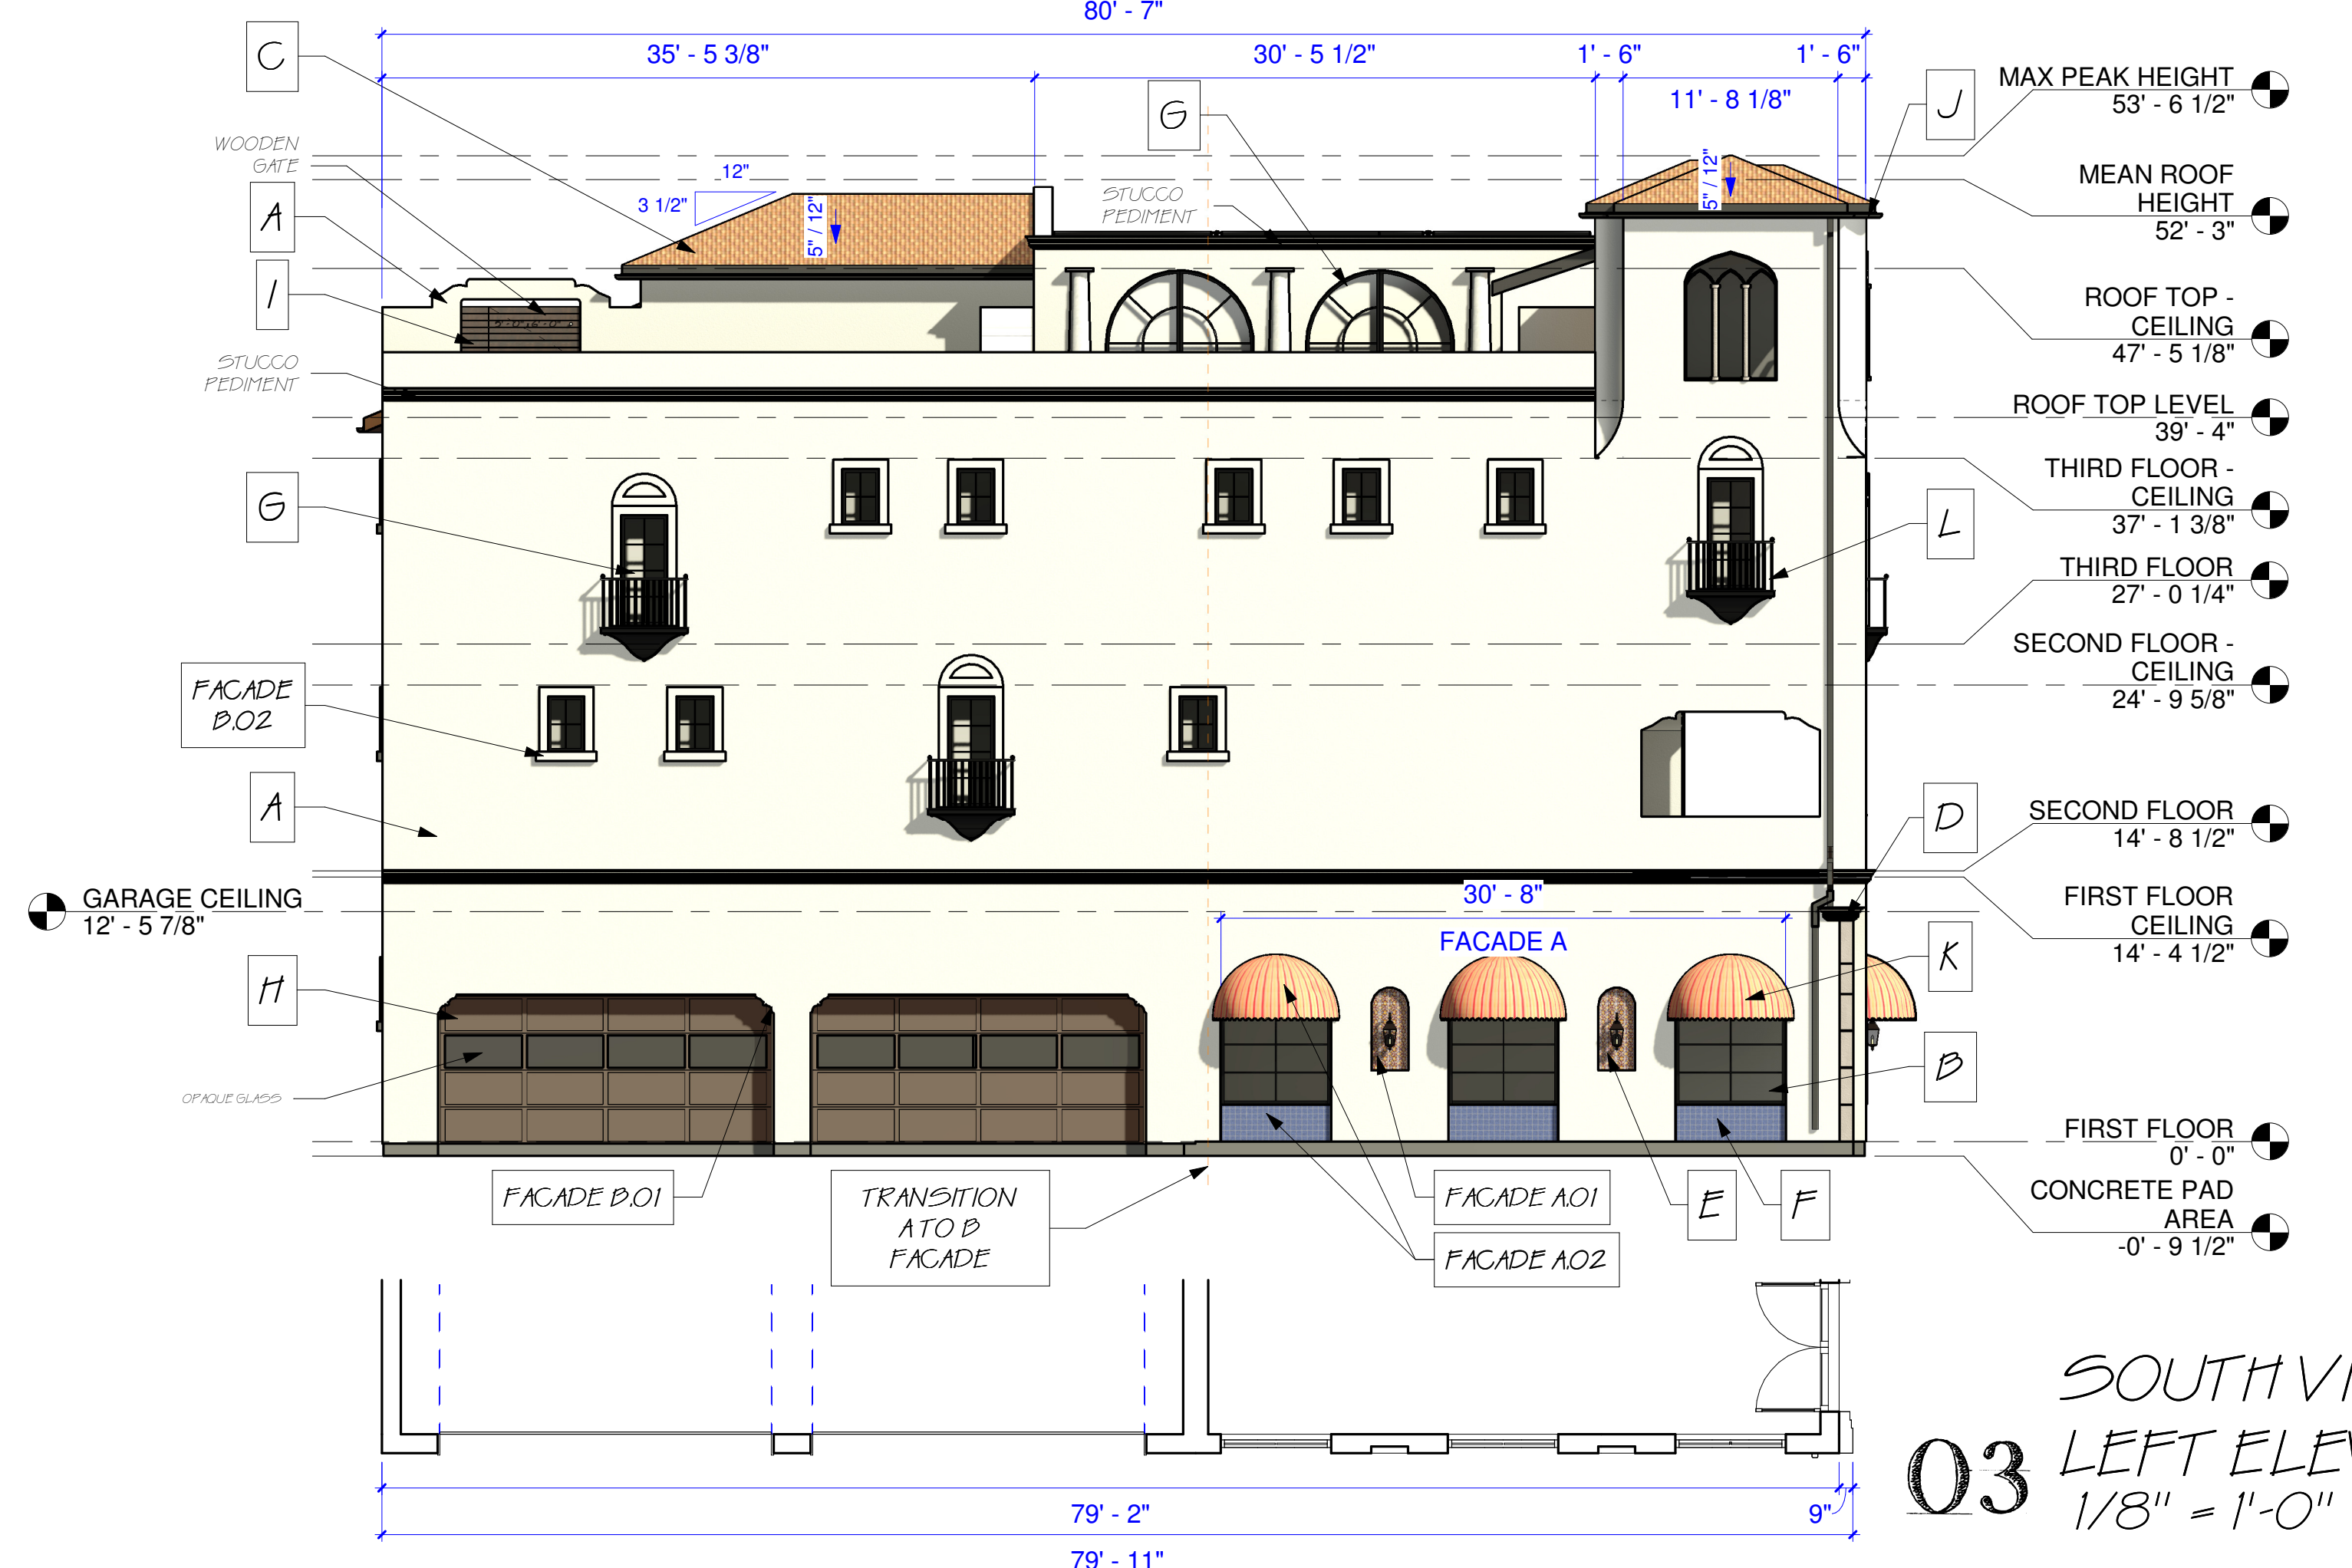 80' - 7"
35' - 5 3/8"
30' - 5 1/2"
1' - 6"
1' - 6"
11' - 8 1/8"
C
G
J
MAX PEAK HEIGHT
53' - 6 1/2"
WOODEN
GATE
A
I
12"
3 1/2"
5" / 12"
STUCCO
PEDIMENT
5" / 12"
MEAN ROOF
HEIGHT
52' - 3"
ROOF TOP -
CEILING
47' - 5 1/8"
STUCCO
PEDIMENT
ROOF TOP LEVEL
39' - 4"
THIRD FLOOR -
CEILING
37' - 1 3/8"
G
L
THIRD FLOOR
27' - 0 1/4"
SECOND FLOOR -
CEILING
24' - 9 5/8"
FACADE
B.02
A
D
SECOND FLOOR
14' - 8 1/2"
GARAGE CEILING
12' - 5 7/8"
30' - 8"
FACADE A
FIRST FLOOR
CEILING
14' - 4 1/2"
H
K
OPAQUE GLASS
B
FIRST FLOOR
0' - 0"
FACADE B.01
TRANSITION
A TO B
FACADE
FACADE A.01
FACADE A.02
E
F
CONCRETE PAD
AREA
-0' - 9 1/2"
03
SOUTH VI
LEFT ELEV
1/8" = 1'-0"
79' - 2"
9"
79' - 11"